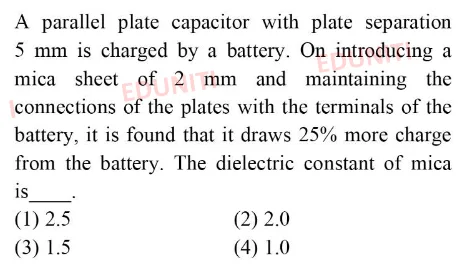 A parallel plate capacitor with plate separation
5 mm is charged by a battery. On introducing a
mica sheet of 2 mm and maintaining the
connections of the plates with the terminals of the
battery, it is found that it draws 25% more charge
from the battery. The dielectric constant of mica
is____.
(1) 2.5 (2) 2.0
(3) 1.5 (4) 1.0
EDUNITI
EDUNITI